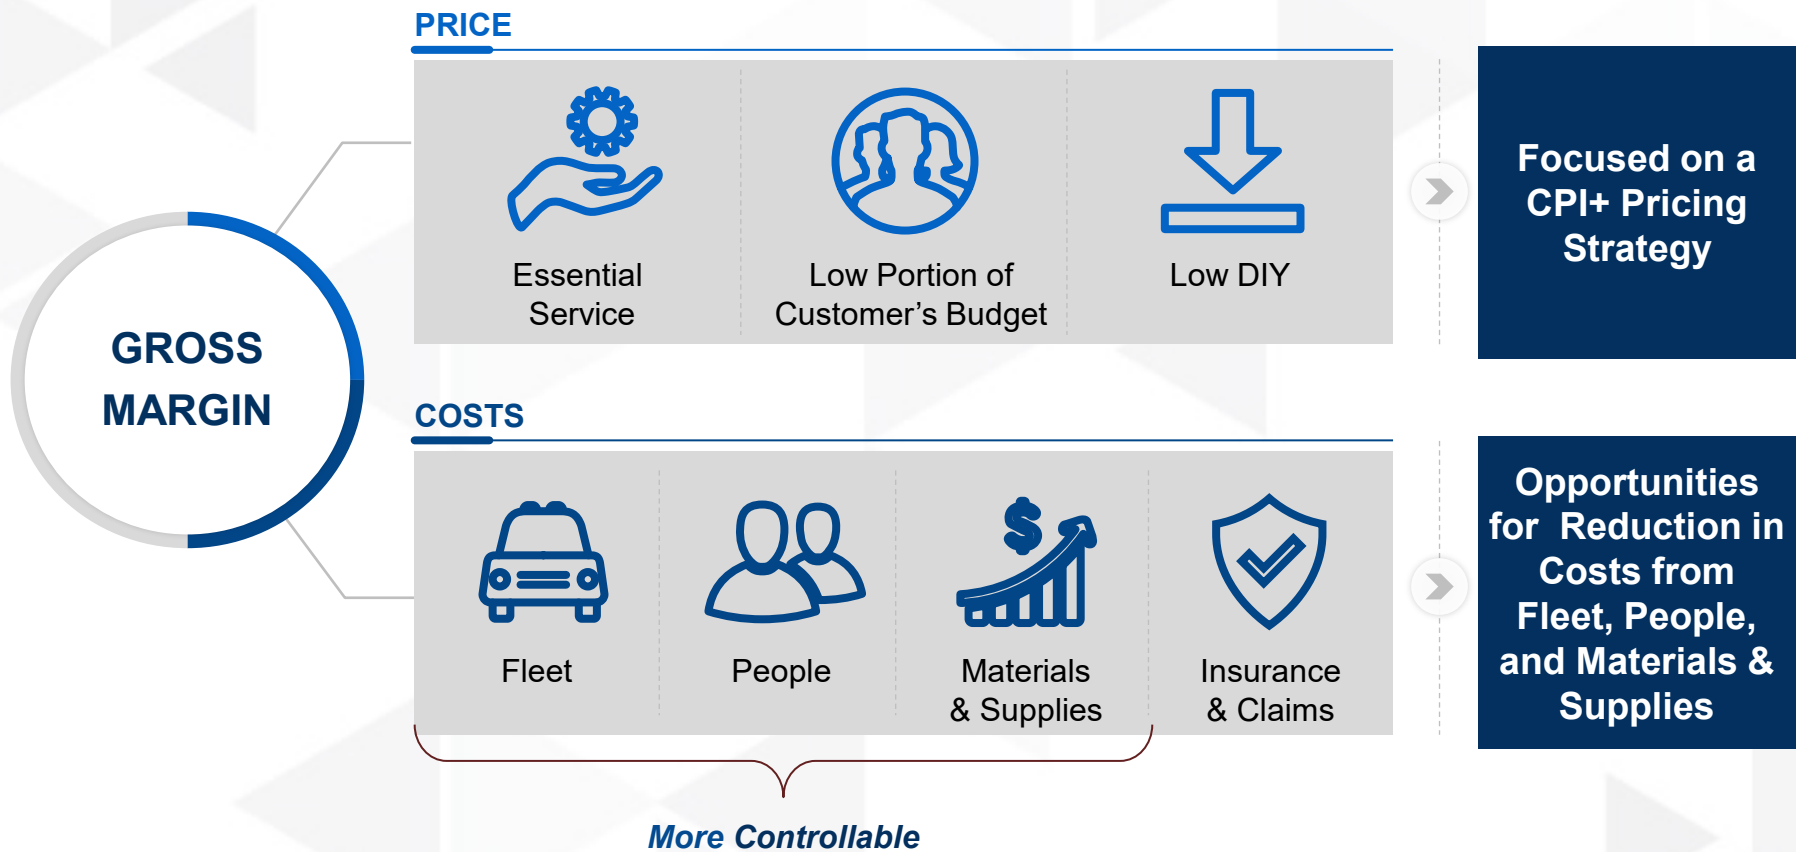 PRICE
Essential
Service
Low Portion of
Customer’s Budget
Low DIY
Focused on a
CPI+ Pricing
Strategy
GROSS
MARGIN
COSTS
Fleet
People
$
Materials
& Supplies
Insurance
& Claims
Opportunities
for  Reduction in
Costs from
Fleet, People,
and Materials &
Supplies
More Controllable